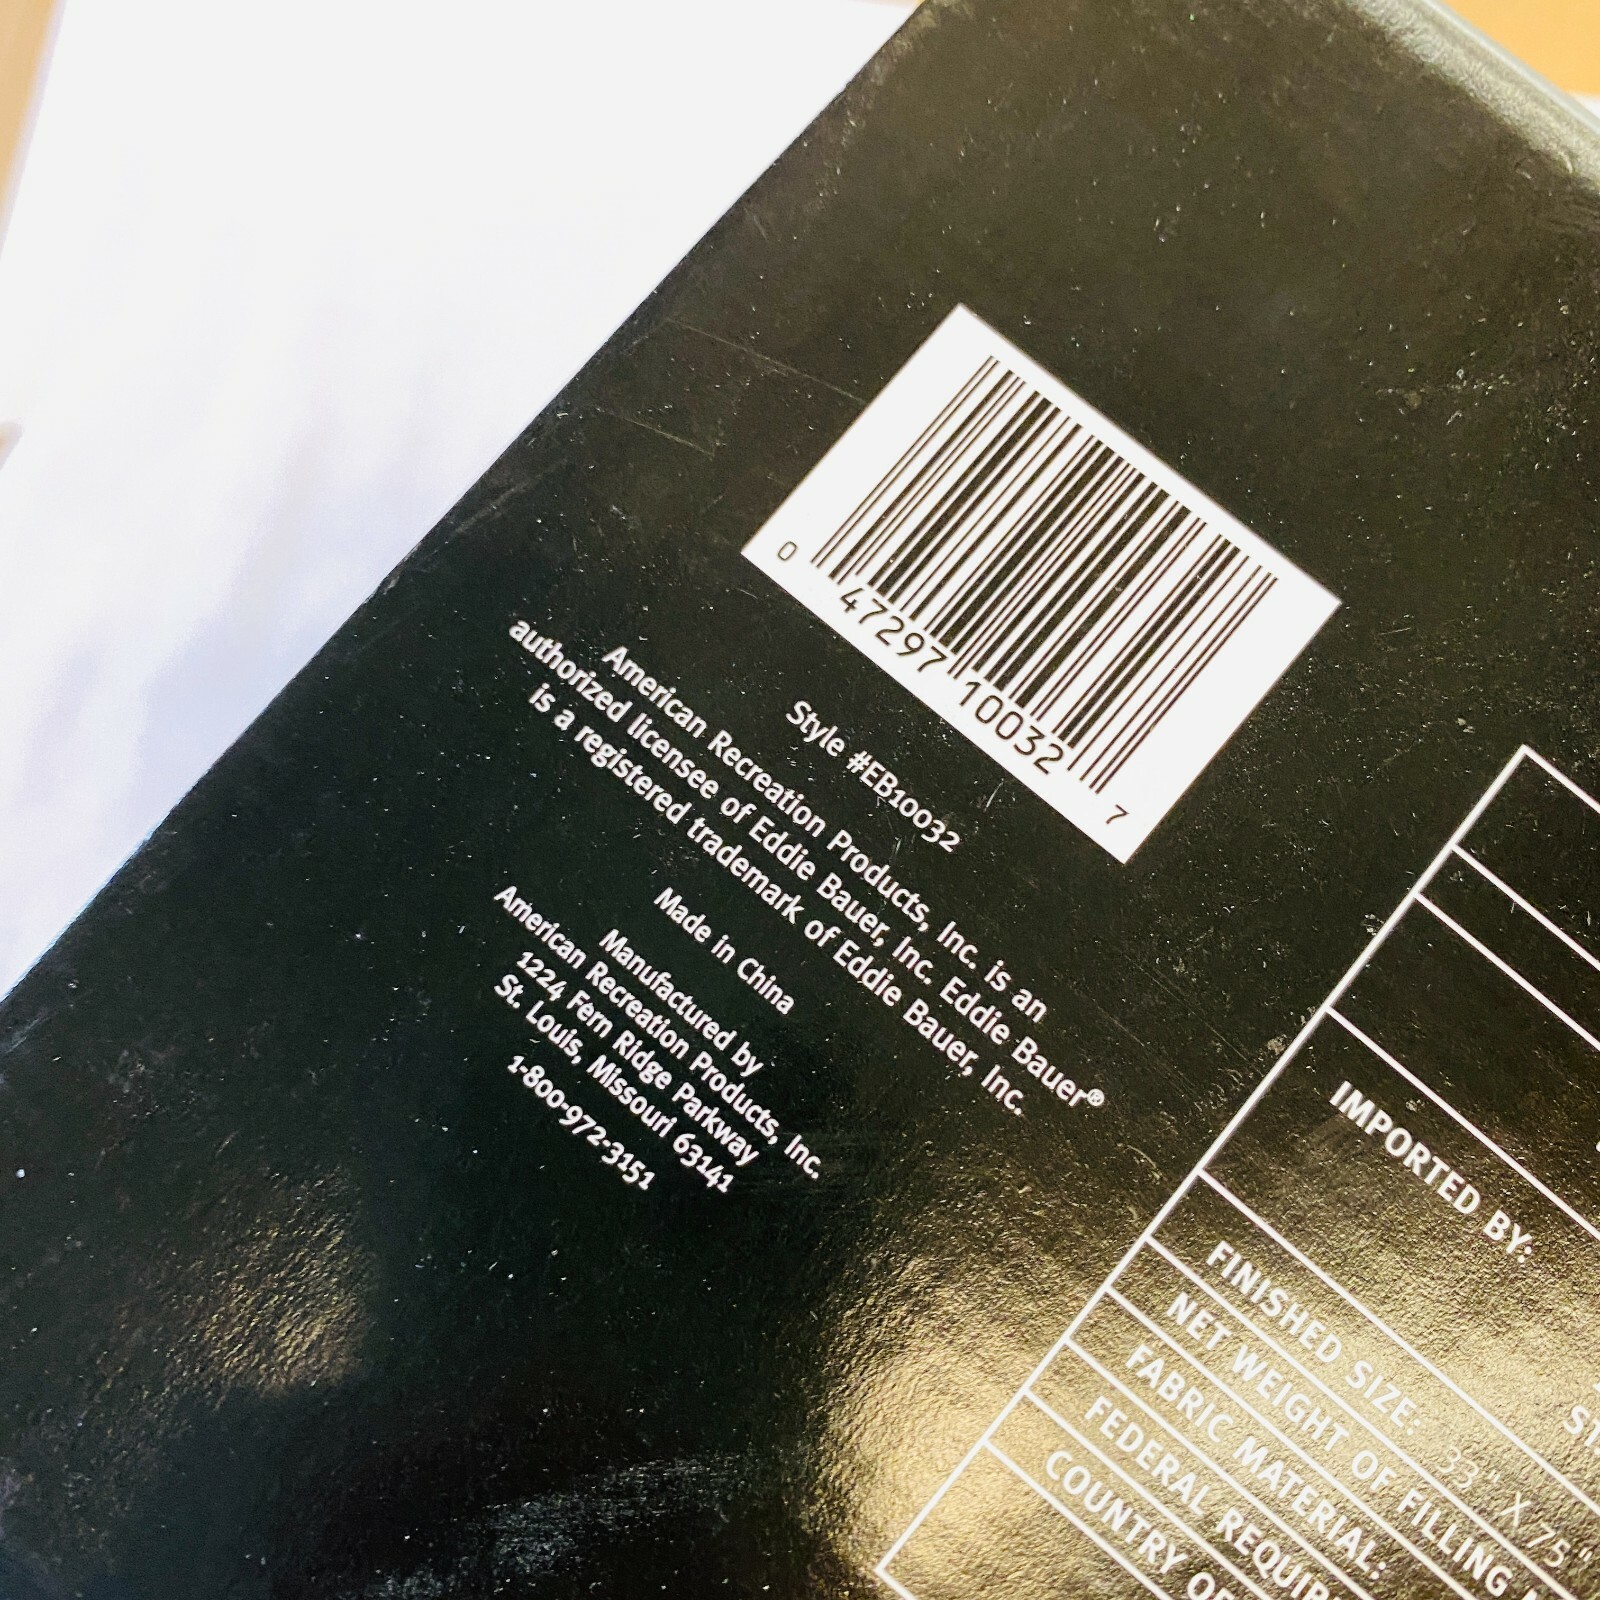 0 47297 10032 7
Style #EB10032
American Recreation Products, Inc. is an
authorized licensee of Eddie Bauer, Inc. Eddie Bauer®
is a registered trademark of Eddie Bauer, Inc.
Made in China
Manufactured by
American Recreation Products, Inc.
1224 Fern Ridge Parkway
St. Louis, Missouri 63141
1-800-972-3151
IMPORTED BY:
FINISHED SIZE: 33" X 75"
NET WEIGHT OF FILLING
FABRIC MATERIAL:
FEDERAL
COUNTRY OF